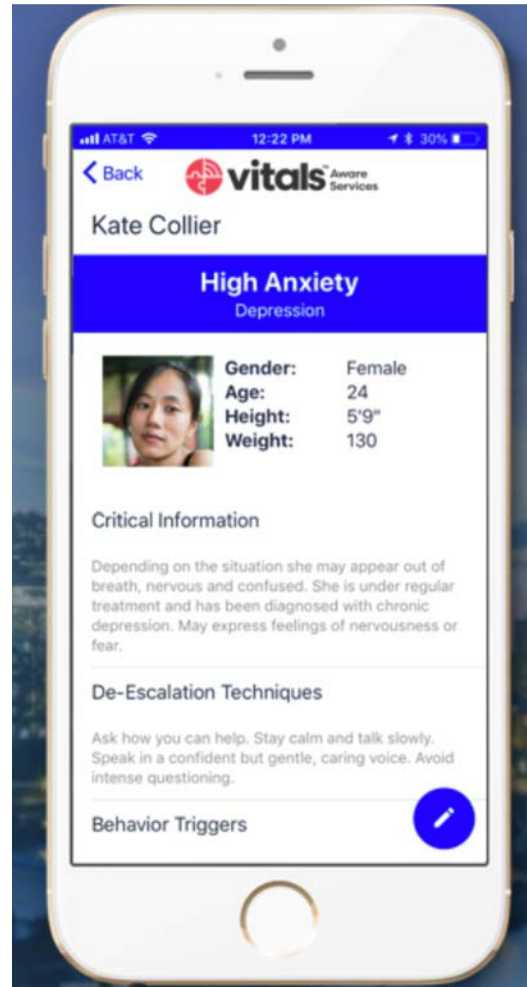 AT&T 12:22 PM 30%
Back vitals Aware
Services
Kate Collier
High Anxiety
Depression
Gender: Female
Age: 24
Height: 5'9"
Weight: 130
Critical Information
Depending on the situation she may appear out of
breath, nervous and confused. She is under regular
treatment and has been diagnosed with chronic
depression. May express feelings of nervousness or
fear.
De-Escalation Techniques
Ask how you can help. Stay calm and talk slowly.
Speak in a confident but gentle, caring voice. Avoid
intense questioning.
Behavior Triggers